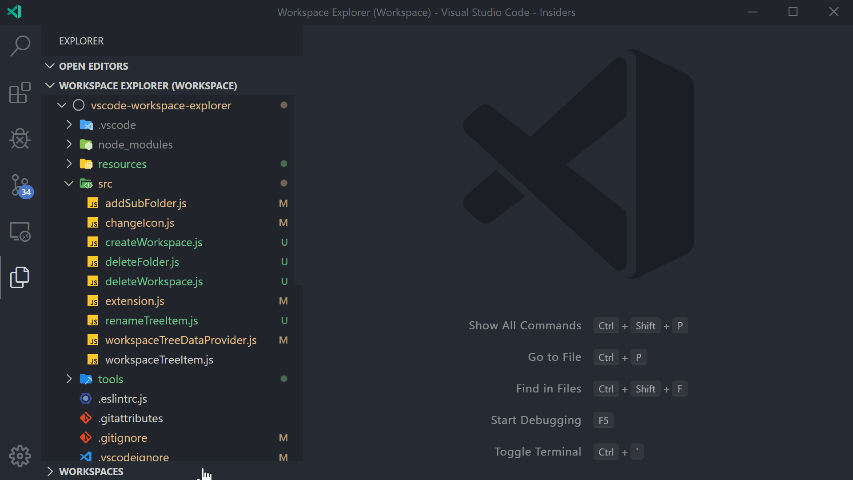 Workspace Explorer (Workspace) - Visual Studio Code - Insiders
EXPLORER
OPEN EDITORS
WORKSPACE EXPLORER (WORKSPACE)
vscode-workspace-explorer
.vscode
node_modules
resources
src
addSubFolder.js M
changeIcon.js M
createWorkspace.js U
deleteFolder.js U
deleteWorkspace.js U
extension.js M
renameTreeItem.js U
workspaceTreeDataProvider.js M
workspaceTreeItem.js
tools
.eslintrc.js
.gitattributes
.gitignore M
.vscodeignore M
WORKSPACES
34
Show All Commands Ctrl + Shift + P
Go to File Ctrl + P
Find in Files Ctrl + Shift + F
Start Debugging F5
Toggle Terminal Ctrl + `